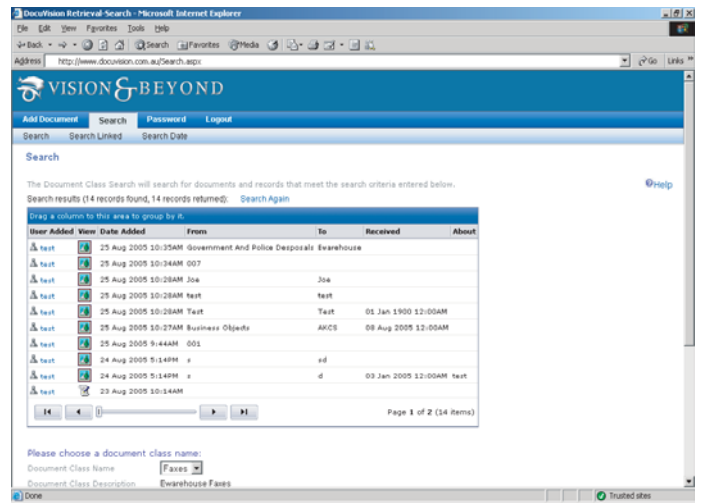 DocuVision Retrieval-Search - Microsoft Internet Explorer
File Edit View Favorites Tools Help
Back Search Favorites Media
Address http://www.docuvision.com.au/Search.aspx Go Links »
VISION & BEYOND
Add Document Search Password Logout
Search Search Linked Search Date
Search
The Document Class Search will search for documents and records that meet the search criteria entered below. Help
Search results (14 records found, 14 records returned): Search Again
Drag a column to this area to group by it.
User Added View Date Added From To Received About
test 25 Aug 2005 10:35AM Government And Police Desposals Ewarehouse
test 25 Aug 2005 10:34AM 007
test 25 Aug 2005 10:28AM Joe Joe
test 25 Aug 2005 10:28AM test test
test 25 Aug 2005 10:28AM Test Test 01 Jan 1900 12:00AM
test 25 Aug 2005 10:27AM Business Objects AKCS 08 Aug 2005 12:00AM
test 25 Aug 2005 9:44AM 001
test 24 Aug 2005 5:14PM s sd
test 24 Aug 2005 5:14PM s d 03 Jan 2005 12:00AM test
test 23 Aug 2005 10:14AM
Page 1 of 2 (14 items)
Please choose a document class name:
Document Class Name Faxes
Document Class Description Ewarehouse Faxes
Done Trusted sites